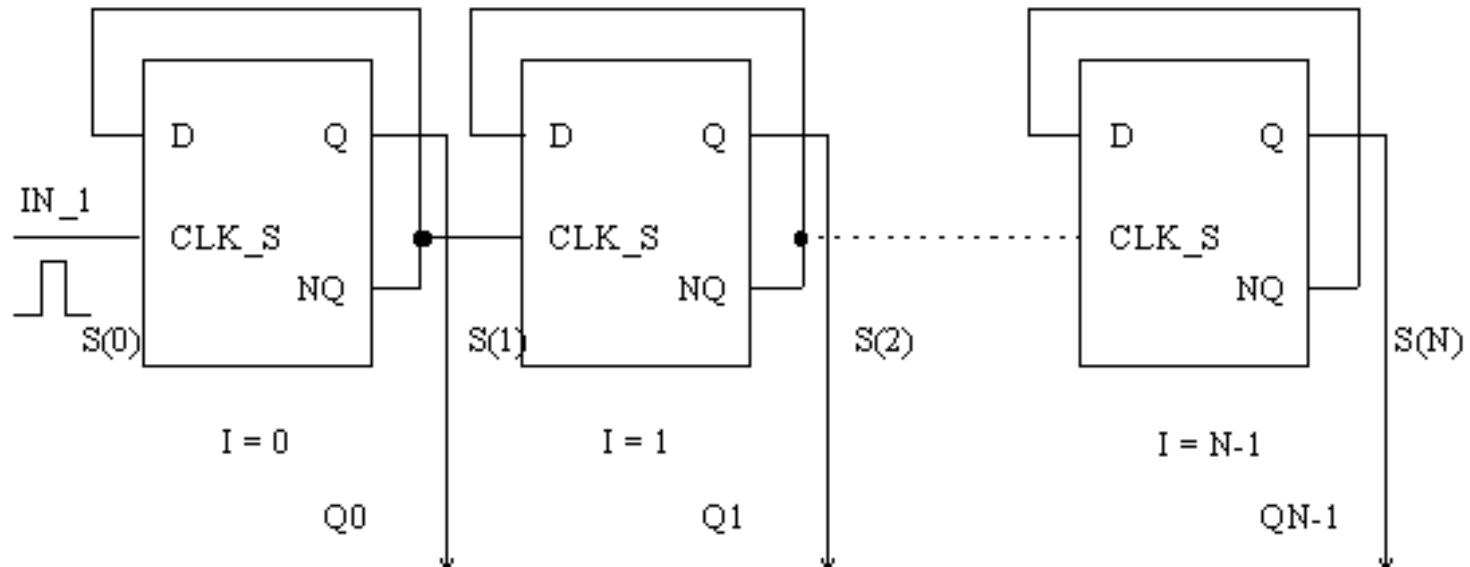 D Q D Q D Q
IN_1
CLK_S CLK_S CLK_S
NQ NQ NQ
S(0) S(1) S(2) S(N)
I = 0 I = 1 I = N-1
Q0 Q1 QN-1